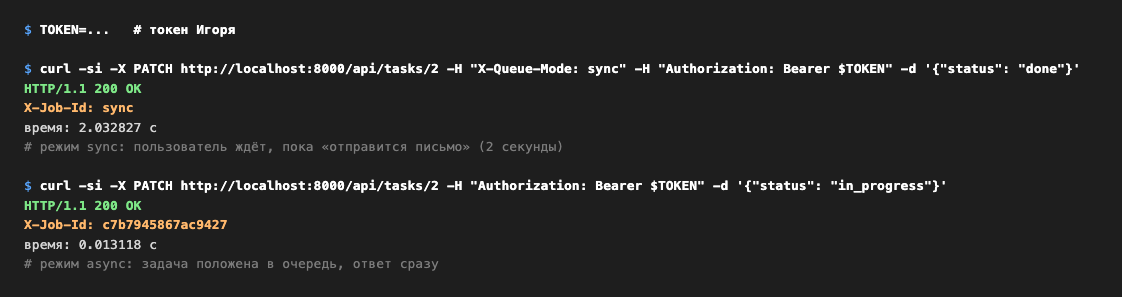 $ TOKEN=...   # токен Игоря
$ curl -si -X PATCH http://localhost:8000/api/tasks/2 -H "X-Queue-Mode: sync" -H "Authorization: Bearer $TOKEN" -d '{"status": "done"}'
HTTP/1.1 200 OK
X-Job-Id: sync
время: 2.032827 с
# режим sync: пользователь ждёт, пока «отправится письмо» (2 секунды)
$ curl -si -X PATCH http://localhost:8000/api/tasks/2 -H "Authorization: Bearer $TOKEN" -d '{"status": "in_progress"}'
HTTP/1.1 200 OK
X-Job-Id: c7b7945867ac9427
время: 0.013118 с
# режим async: задача положена в очередь, ответ сразу